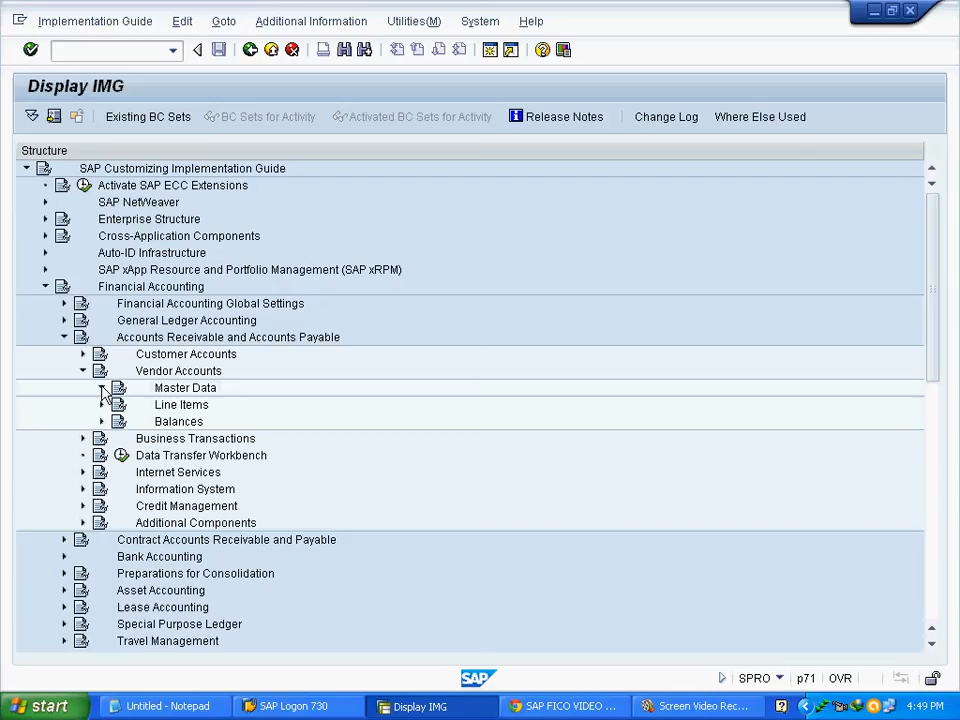 Implementation Guide Edit Goto Additional Information Utilities(M) System Help
Display IMG
Existing BC Sets BC Sets for Activity Activated BC Sets for Activity Release Notes Change Log Where Else Used
Structure
SAP Customizing Implementation Guide
Activate SAP ECC Extensions
SAP NetWeaver
Enterprise Structure
Cross-Application Components
Auto-ID Infrastructure
SAP xApp Resource and Portfolio Management (SAP xRPM)
Financial Accounting
Financial Accounting Global Settings
General Ledger Accounting
Accounts Receivable and Accounts Payable
Customer Accounts
Vendor Accounts
Master Data
Line Items
Balances
Business Transactions
Data Transfer Workbench
Internet Services
Information System
Credit Management
Additional Components
Contract Accounts Receivable and Payable
Bank Accounting
Preparations for Consolidation
Asset Accounting
Lease Accounting
Special Purpose Ledger
Travel Management
SAP
SPRO p71 OVR
start Untitled - Notepad SAP Logon 730 Display IMG SAP FICO VIDEO ... Screen Video Rec... 4:49 PM